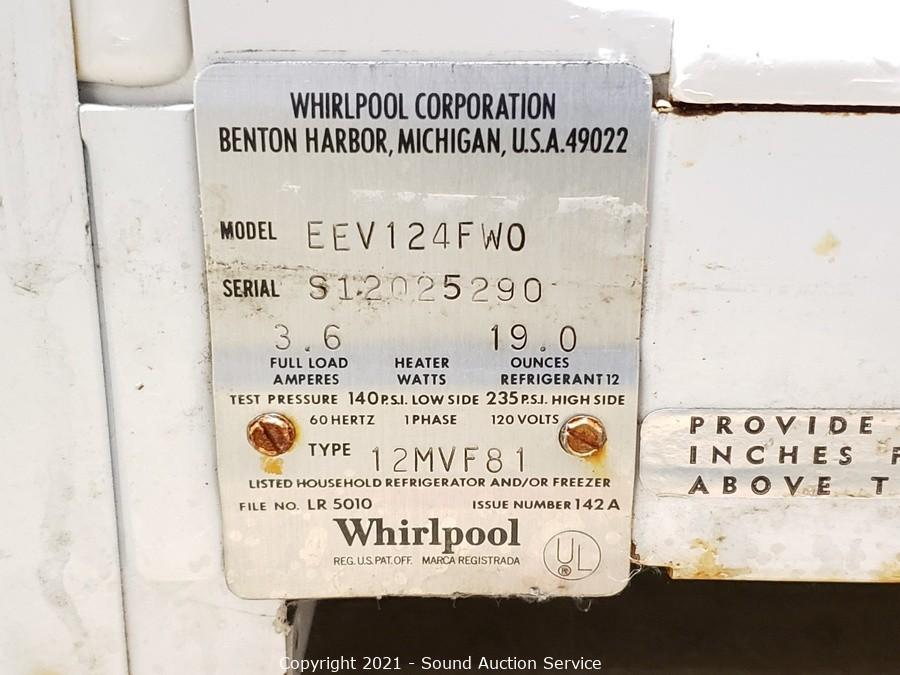 WHIRLPOOL CORPORATION
BENTON HARBOR, MICHIGAN, U.S.A. 49022
MODEL EEV124FW0
SERIAL S12025290
3.6 19.0
FULL LOAD HEATER OUNCES
AMPERES WATTS REFRIGERANT 12
TEST PRESSURE 140 P.S.I. LOW SIDE 235 P.S.I. HIGH SIDE
60 HERTZ 1 PHASE 120 VOLTS
TYPE 12MVF81
LISTED HOUSEHOLD REFRIGERATOR AND/OR FREEZER
FILE NO. LR 5010 ISSUE NUMBER 142 A
Whirlpool
REG. U.S. PAT. OFF. MARCA REGISTRADA
UL
®
PROVIDE
INCHES F
ABOVE T
Copyright 2021 - Sound Auction Service